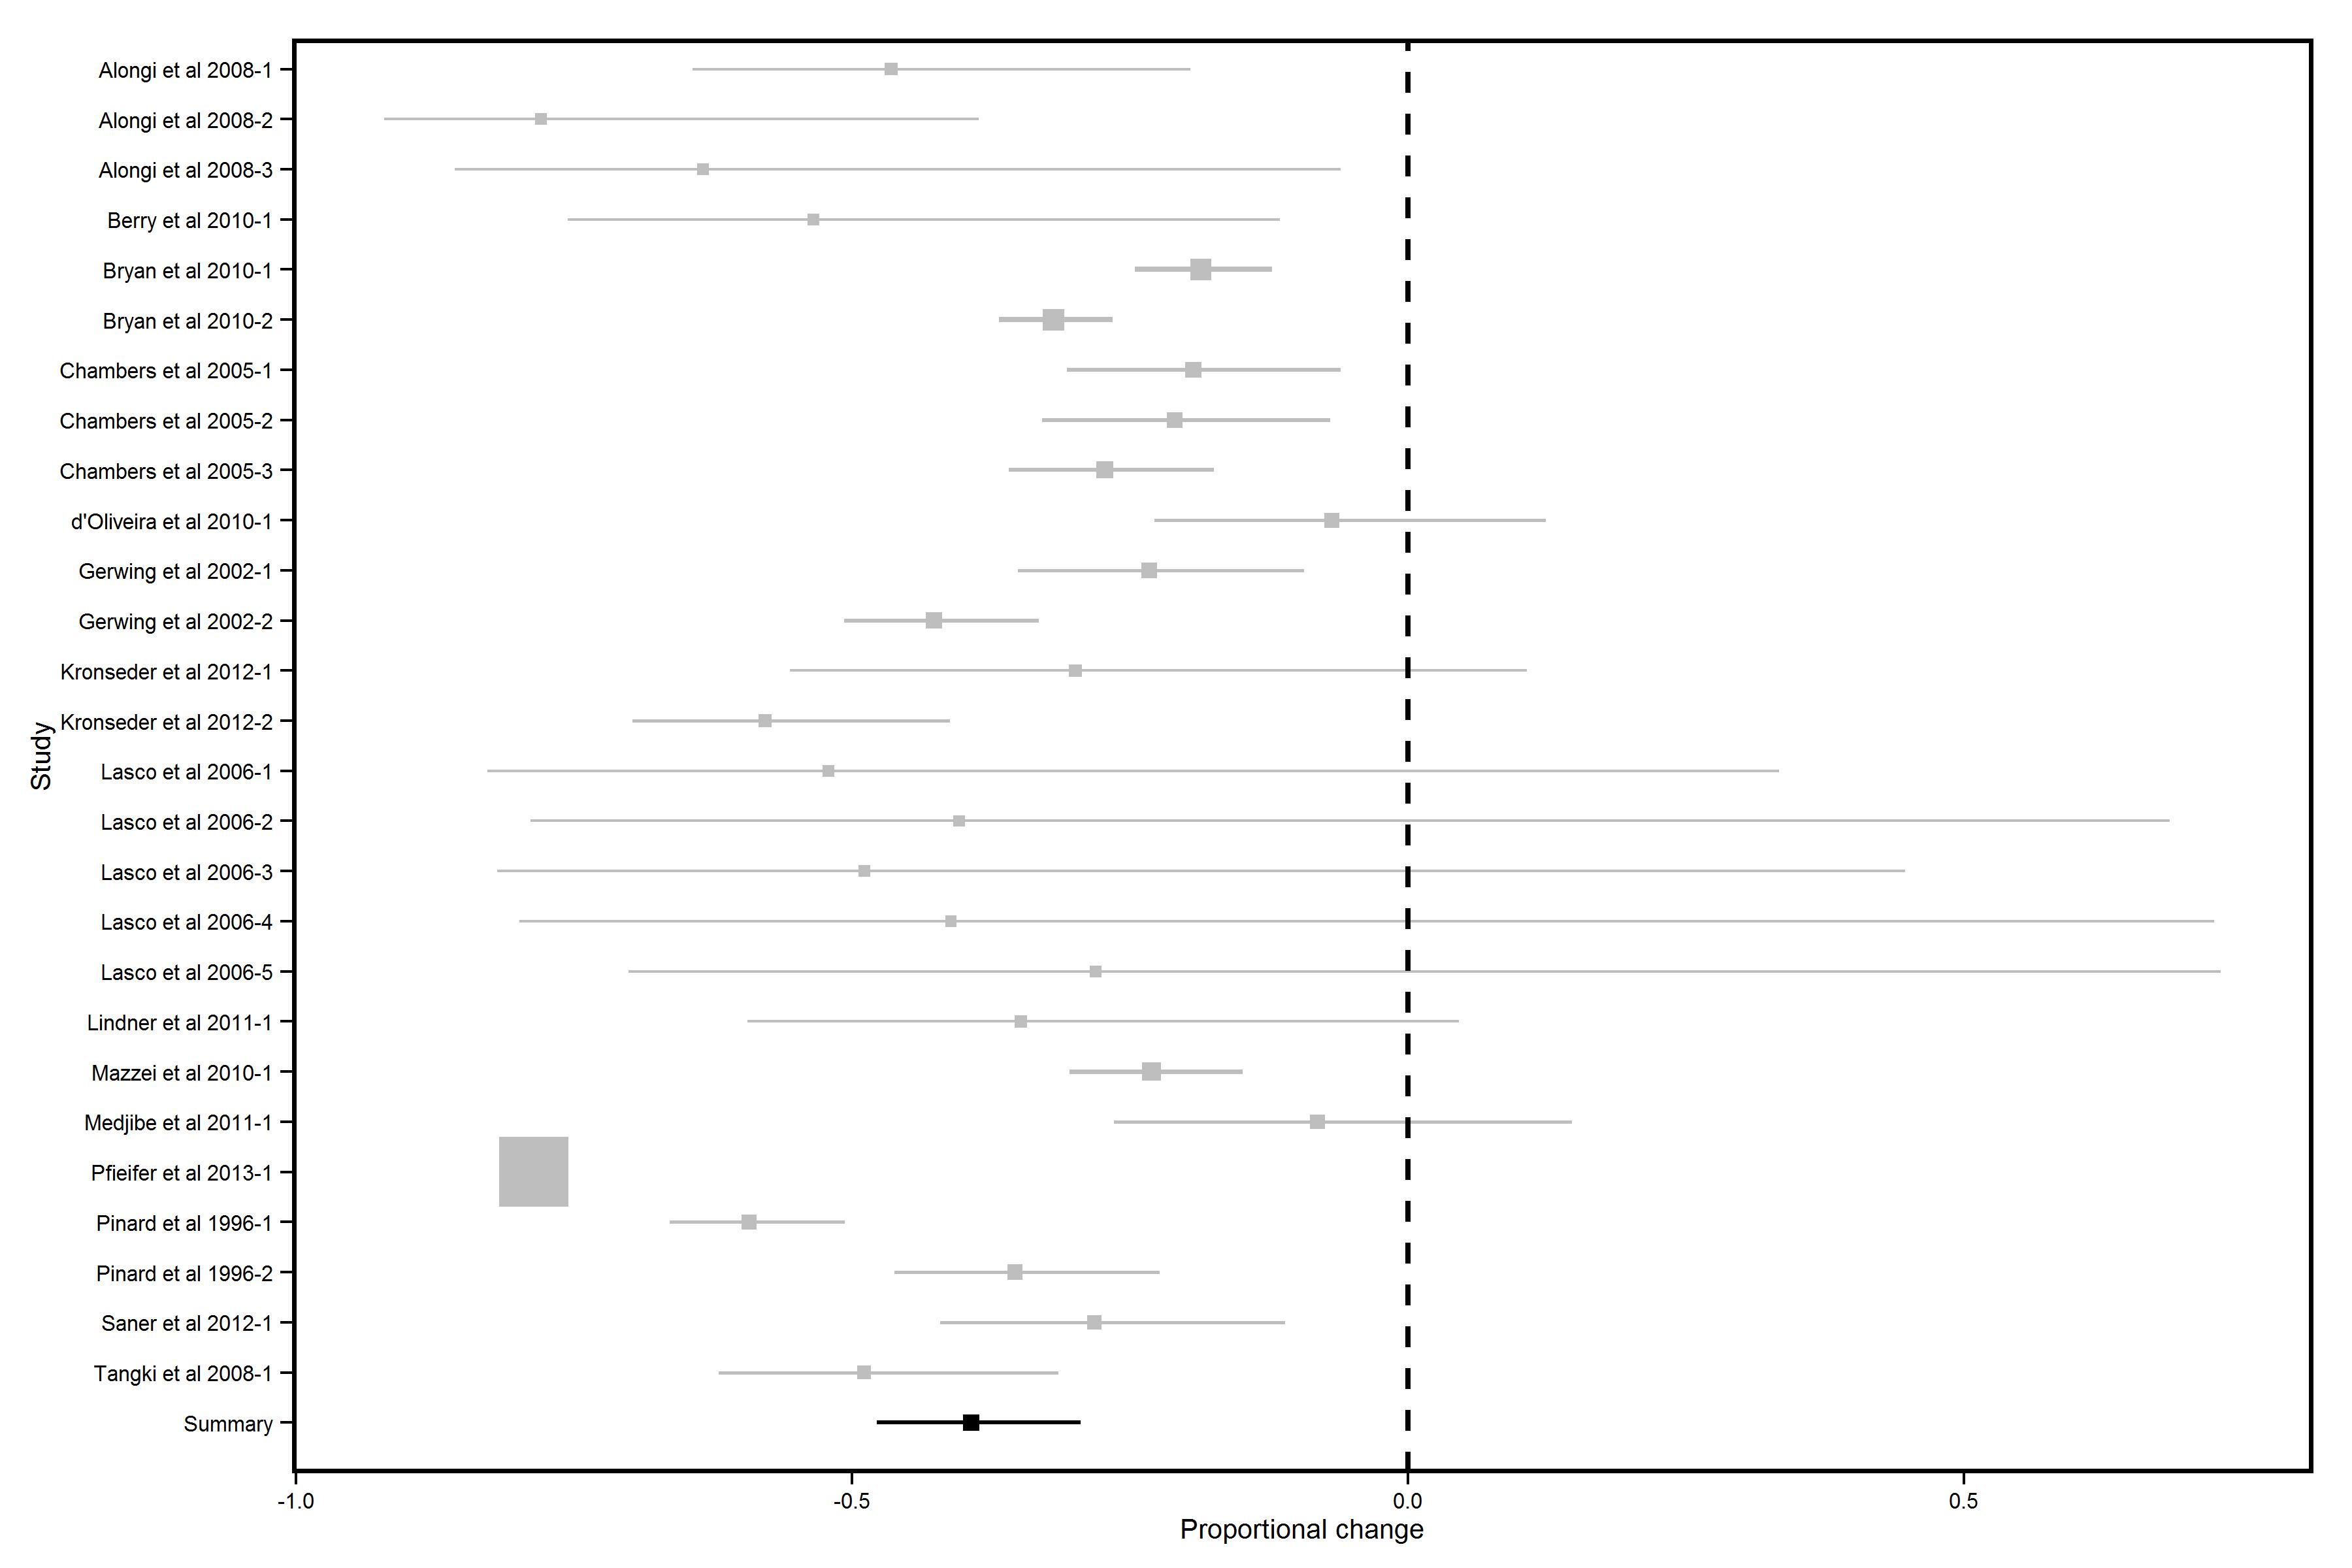 Alongi et al 2008-1
Alongi et al 2008-2
Alongi et al 2008-3
Berry et al 2010-1
Bryan et al 2010-1
Bryan et al 2010-2
Chambers et al 2005-1
Chambers et al 2005-2
Chambers et al 2005-3
d'Oliveira et al 2010-1
Gerwing et al 2002-1
Gerwing et al 2002-2
Kronseder et al 2012-1
Kronseder et al 2012-2
Study
Lasco et al 2006-1
Lasco et al 2006-2
Lasco et al 2006-3
Lasco et al 2006-4
Lasco et al 2006-5
Lindner et al 2011-1
Mazzei et al 2010-1
Medjibe et al 2011-1
Pfieifer et al 2013-1
Pinard et al 1996-1
Pinard et al 1996-2
Saner et al 2012-1
Tangki et al 2008-1
Summary
-1.0 -0.5 0.0 0.5
Proportional change